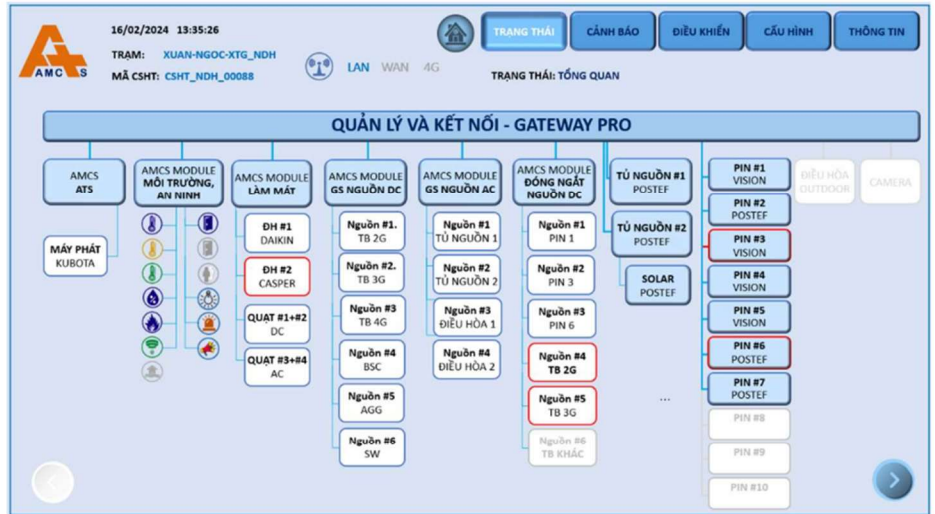 16/02/2024 13:35:26
TRẠM: XUAN-NGOC-XTG_NDH
MÃ CSHT: CSHT_NDH_00088
AMCS
LAN WAN 4G
TRẠNG THÁI
CẢNH BÁO
ĐIỀU KHIỂN
CẤU HÌNH
THÔNG TIN
TRẠNG THÁI: TỔNG QUAN
QUẢN LÝ VÀ KẾT NỐI - GATEWAY PRO
AMCS
ATS
MÁY PHÁT
KUBOTA
AMCS MODULE
MÔI TRƯỜNG,
AN NINH
AMCS MODULE
LÀM MÁT
ĐH #1
DAIKIN
ĐH #2
CASPER
QUẠT #1+#2
DC
QUẠT #3+#4
AC
AMCS MODULE
GS NGUỒN DC
Nguồn #1.
TB 2G
Nguồn #2.
TB 3G
Nguồn #3
TB 4G
Nguồn #4
BSC
Nguồn #5
AGG
Nguồn #6
SW
AMCS MODULE
GS NGUỒN AC
Nguồn #1
TỦ NGUỒN 1
Nguồn #2
TỦ NGUỒN 2
Nguồn #3
ĐIỀU HÒA 1
Nguồn #4
ĐIỀU HÒA 2
AMCS MODULE
ĐÓNG NGẮT
NGUỒN DC
Nguồn #1
PIN 1
Nguồn #2
PIN 3
Nguồn #3
PIN 6
Nguồn #4
TB 2G
Nguồn #5
TB 3G
Nguồn #6
TB KHÁC
TỦ NGUỒN #1
POSTEF
TỦ NGUỒN #2
POSTEF
SOLAR
POSTEF
...
PIN #1
VISION
PIN #2
POSTEF
PIN #3
VISION
PIN #4
VISION
PIN #5
VISION
PIN #6
POSTEF
PIN #7
POSTEF
PIN #8
PIN #9
PIN #10
ĐIỀU HÒA
OUTDOOR
CAMERA